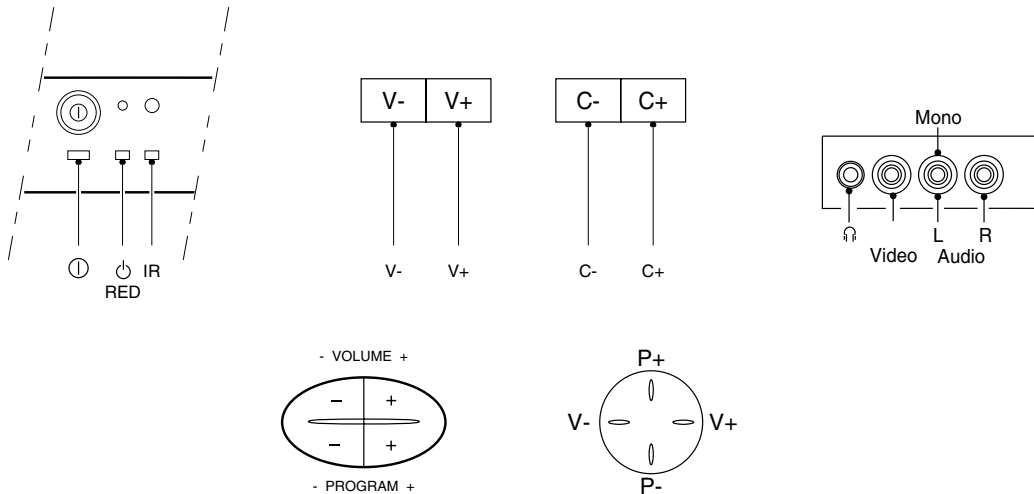 V- V+
C- C+
Mono
L R
Video Audio
IR
RED
V- V+
C- C+
- VOLUME +
- +
- +
- PROGRAM +
P+
V- V+
P-